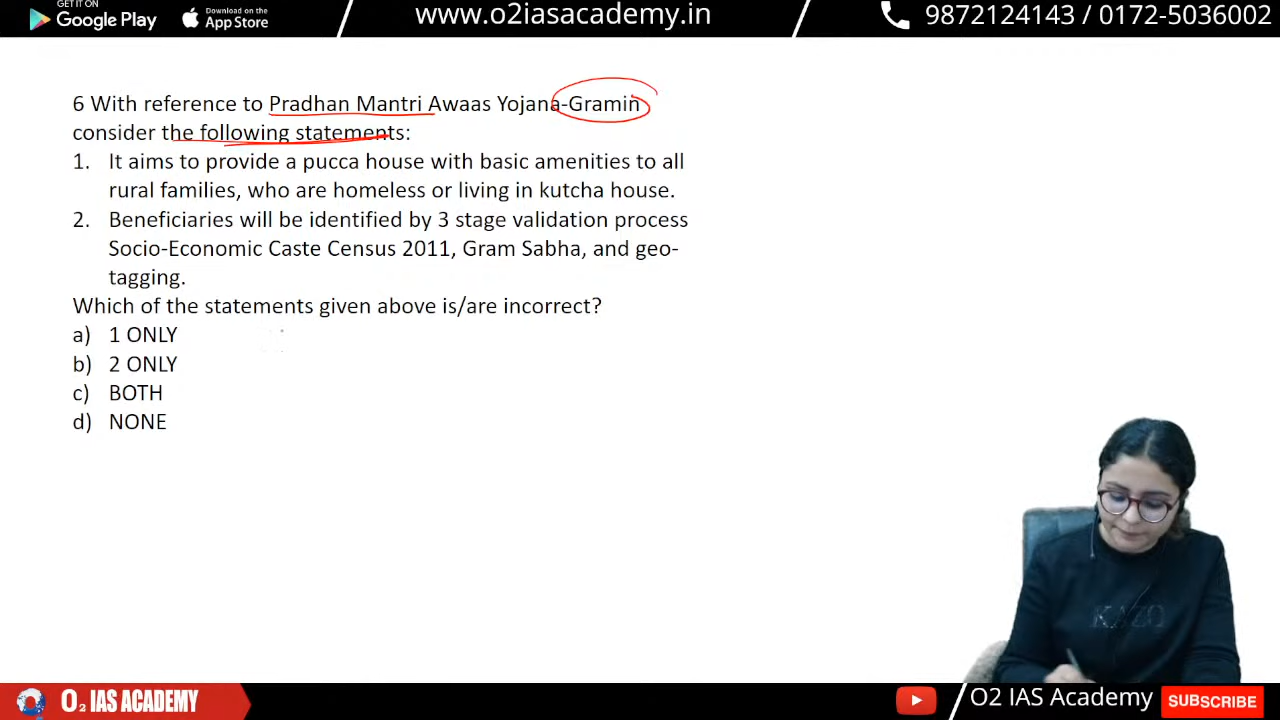 GET IT ON
Google Play
Download on the
App Store
www.o2iasacademy.in
9872124143 / 0172-5036002
6 With reference to Pradhan Mantri Awaas Yojana-Gramin
consider the following statements:
1. It aims to provide a pucca house with basic amenities to all
rural families, who are homeless or living in kutcha house.
2. Beneficiaries will be identified by 3 stage validation process
Socio-Economic Caste Census 2011, Gram Sabha, and geo-
tagging.
Which of the statements given above is/are incorrect?
a) 1 ONLY
b) 2 ONLY
c) BOTH
d) NONE
KAZO
O2 IAS ACADEMY
O2 IAS Academy
SUBSCRIBE